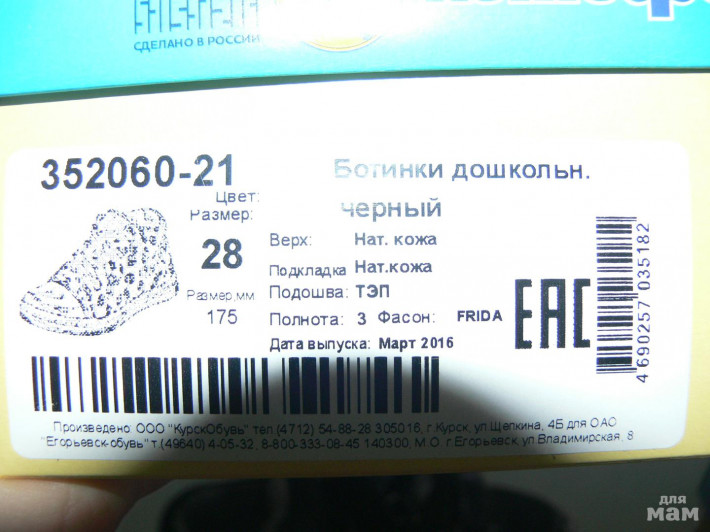 СДЕЛАНО В РОССИИ
352060-21 Ботинки дошкольн.
Цвет: черный
Размер: 28
Верх: Нат. кожа
Подкладка Нат.кожа
Размер,мм 175
Подошва: ТЭП
Полнота: 3 Фасон: FRIDA
Дата выпуска: Март 2016
EAC
4 690257 035182
Произведено: ООО "КурскОбувь" тел.(4712) 54-88-28 305016, г.Курск, ул.Щепкина, 4Б для ОАО
"Егорьевск-обувь" т.(49640) 4-05-32, 8-800-333-08-45 140300, М.О. г.Егорьевск, ул.Владимирская, 8
для
мам